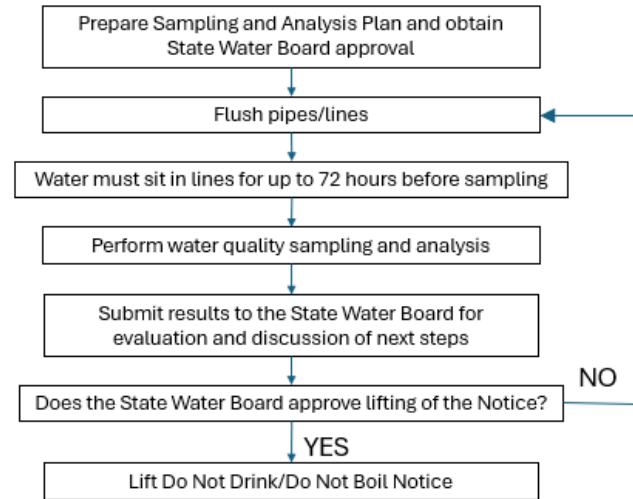 Prepare Sampling and Analysis Plan and obtain
State Water Board approval
Flush pipes/lines
Water must sit in lines for up to 72 hours before sampling
Perform water quality sampling and analysis
Submit results to the State Water Board for
evaluation and discussion of next steps
Does the State Water Board approve lifting of the Notice?
NO
YES
Lift Do Not Drink/Do Not Boil Notice